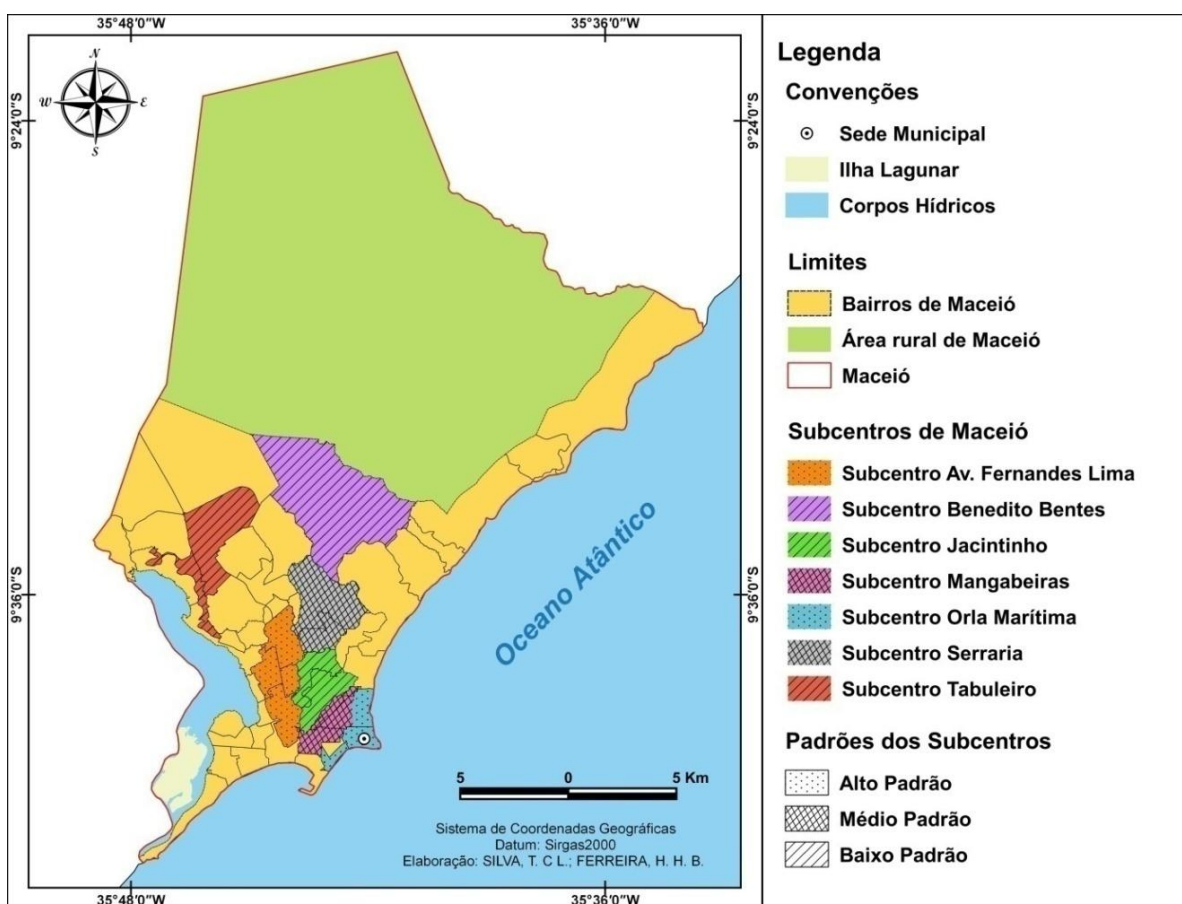 35°48'0"W
35°36'0"W
N
W
E
S
9°24'0"S
9°24'0"S
9°36'0"S
9°36'0"S
Oceano Atântico
5
0
5 Km
Sistema de Coordenadas Geográficas
Datum: Sirgas2000
Elaboração: SILVA, T. C L.; FERREIRA, H. H. B.
35°48'0"W
35°36'0"W
Legenda
Convenções
Sede Municipal
Ilha Lagunar
Corpos Hídricos
Limites
Bairros de Maceió
Área rural de Maceió
Maceió
Subcentros de Maceió
Subcentro Av. Fernandes Lima
Subcentro Benedito Bentes
Subcentro Jacintinho
Subcentro Mangabeiras
Subcentro Orla Marítima
Subcentro Serraria
Subcentro Tabuleiro
Padrões dos Subcentros
Alto Padrão
Médio Padrão
Baixo Padrão